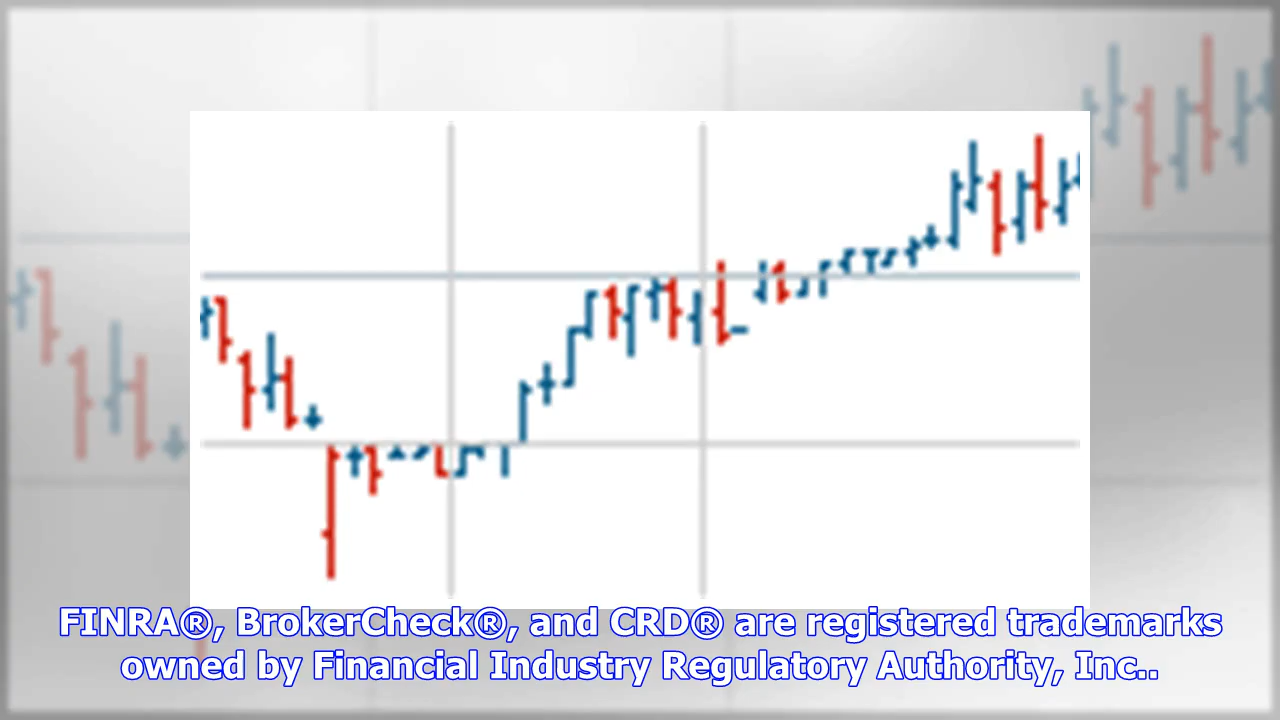 FINRA®, BrokerCheck®, and CRD® are registered trademarks
owned by Financial Industry Regulatory Authority, Inc..